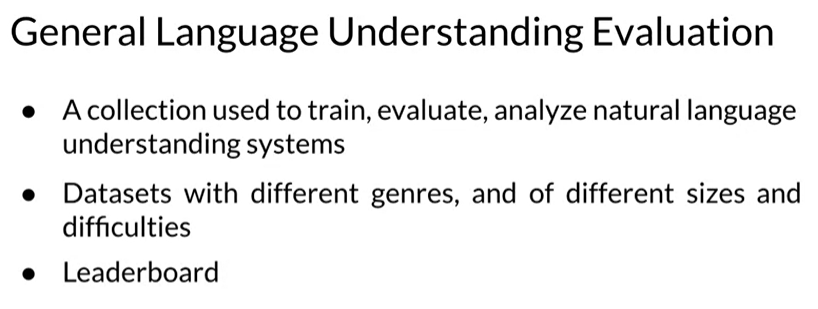 General Language Understanding Evaluation
● A collection used to train, evaluate, analyze natural language
understanding systems
● Datasets with different genres, and of different sizes and
difficulties
● Leaderboard